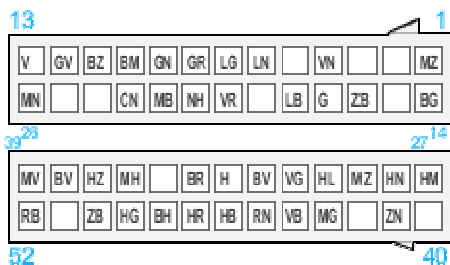 13 1
V GV BZ BM GN GR LG LN VN MZ
MN CN MB NH VR LB G ZB BG
39 26 27 14
MV BV HZ MH BR H BV VG HL MZ HN HM
RB ZB HG BH HR HB RN VB MG ZN
52 40